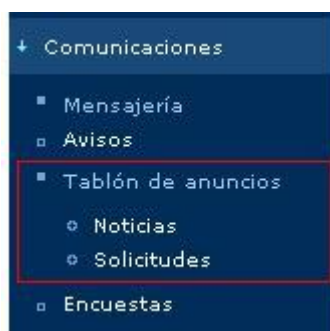 Comunicaciones
Mensajería
Avisos
Tablón de anuncios
Noticias
Solicitudes
Encuestas